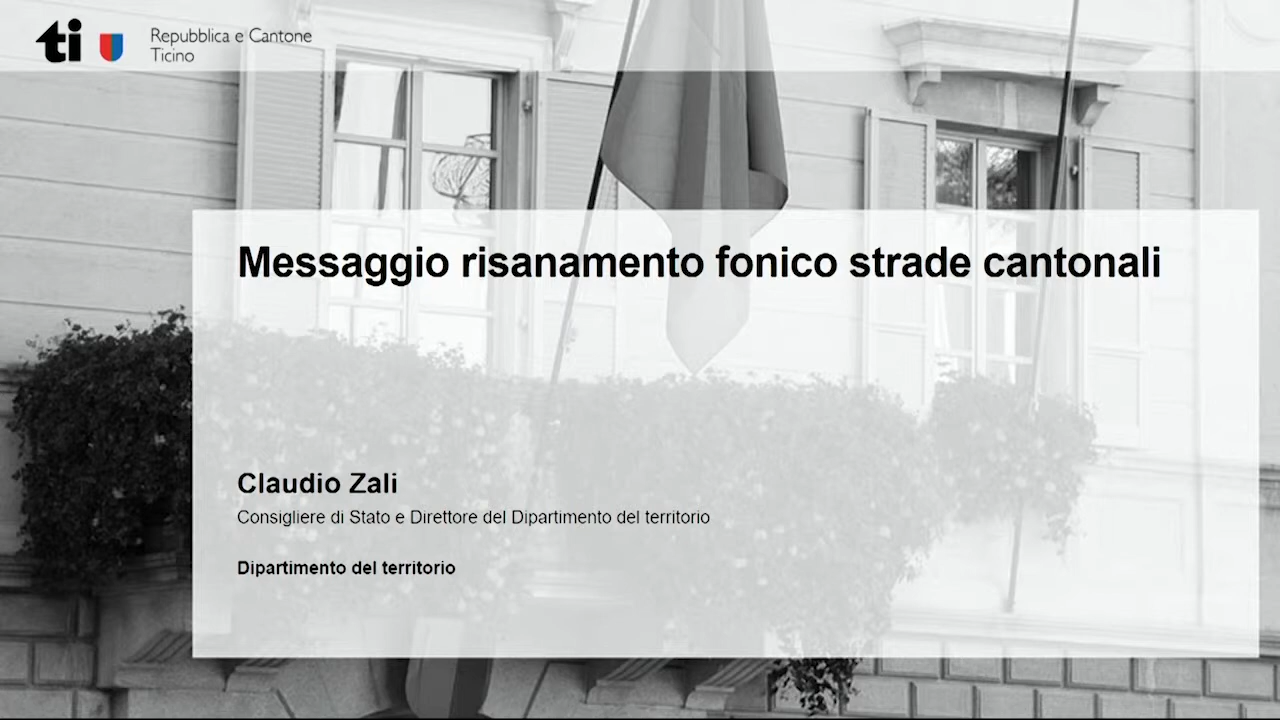 ti
Repubblica e Cantone
Ticino
Messaggio risanamento fonico strade cantonali
Claudio Zali
Consigliere di Stato e Direttore del Dipartimento del territorio
Dipartimento del territorio